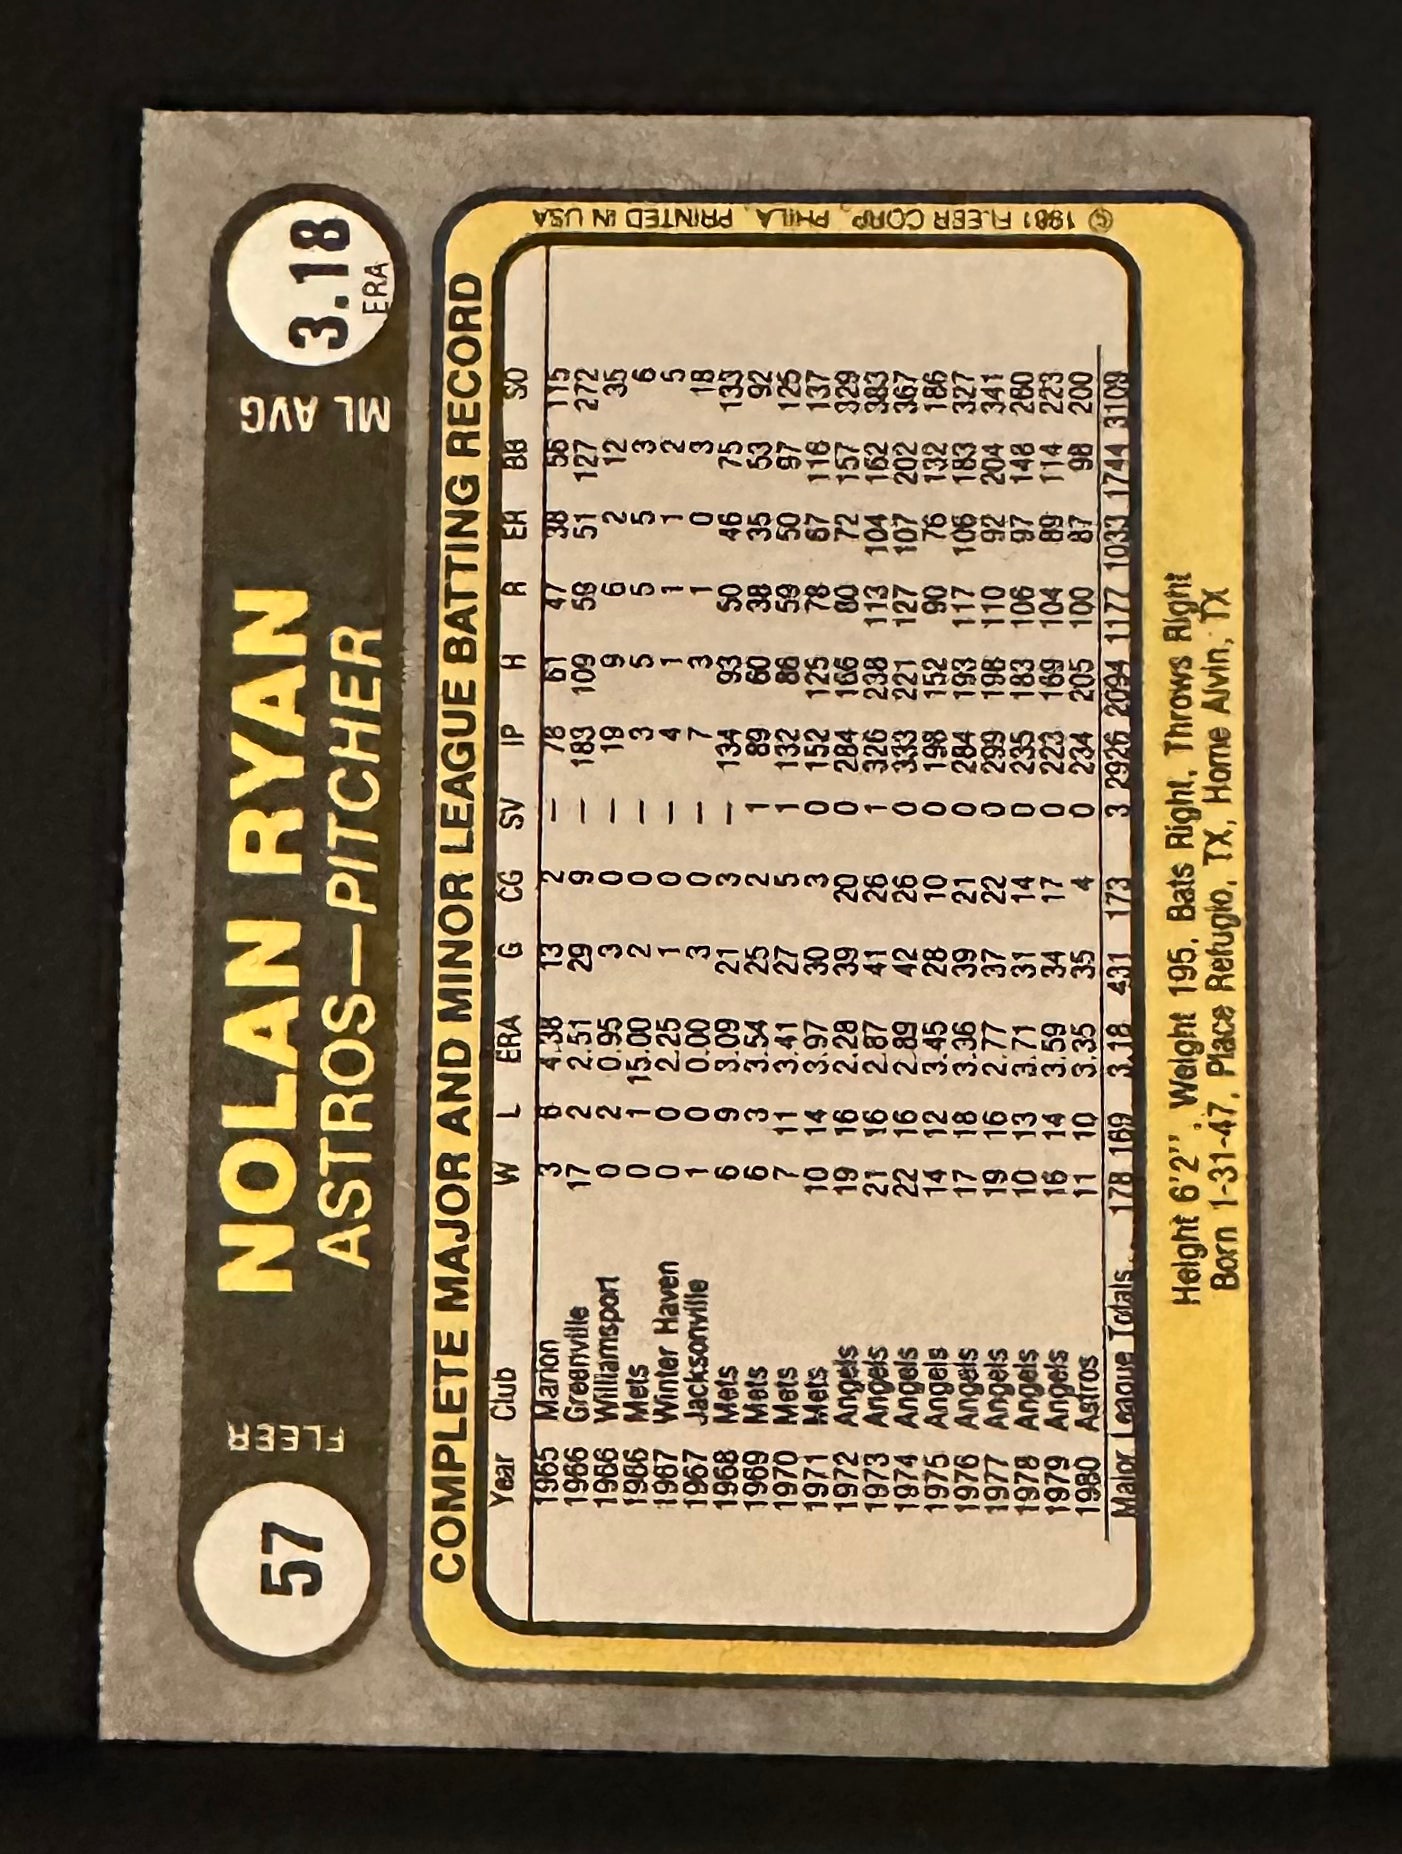 57
FLEER
NOLAN RYAN
ASTROS—PITCHER
ML AVG
3.18
ERA
COMPLETE MAJOR AND MINOR LEAGUE BATTING RECORD
Year Club W L ERA G CG SV IP H R ER BB SO
1965 Marion 3 6 4.38 13 2 — 78 61 47 38 56 115
1966 Greenville 17 2 2.51 29 9 — 183 109 59 51 127 272
1966 Williamsport 0 2 0.95 3 0 — 19 9 6 2 12 35
1966 Mets 0 1 15.00 2 0 — 3 5 5 5 3 6
1967 Winter Haven 0 0 2.25 1 0 — 4 1 1 1 2 5
1967 Jacksonville 1 0 0.00 3 0 — 7 3 1 0 3 18
1968 Mets 6 9 3.09 21 3 — 134 93 50 46 75 133
1969 Mets 6 3 3.54 25 2 1 89 60 38 35 53 92
1970 Mets 7 11 3.41 27 5 1 132 86 59 50 97 125
1971 Mets 10 14 3.97 30 3 0 152 125 78 67 116 137
1972 Angels 19 16 2.28 39 20 0 284 166 80 72 157 329
1973 Angels 21 16 2.87 41 26 1 326 238 113 104 162 383
1974 Angels 22 16 2.89 42 26 0 333 221 127 107 202 367
1975 Angels 14 12 3.45 28 10 0 198 152 90 76 132 186
1976 Angels 17 18 3.36 39 21 0 284 193 117 106 183 327
1977 Angels 19 16 2.77 37 22 0 299 198 110 92 204 341
1978 Angels 10 13 3.71 31 14 0 235 183 106 97 148 260
1979 Angels 16 14 3.59 34 17 0 223 169 104 89 114 223
1980 Astros 11 10 3.35 35 4 0 234 205 100 87 98 200
Major League Totals.. 178 169 3.18 431 173 3 2926 2094 1177 1033 1744 3109
Height 6'2". Weight 195, Bats Right, Throws Right
Born 1-31-47, Place Refugio, TX, Home Alvin, TX
© 1981 FLEER CORP, PHILA, PRINTED IN USA